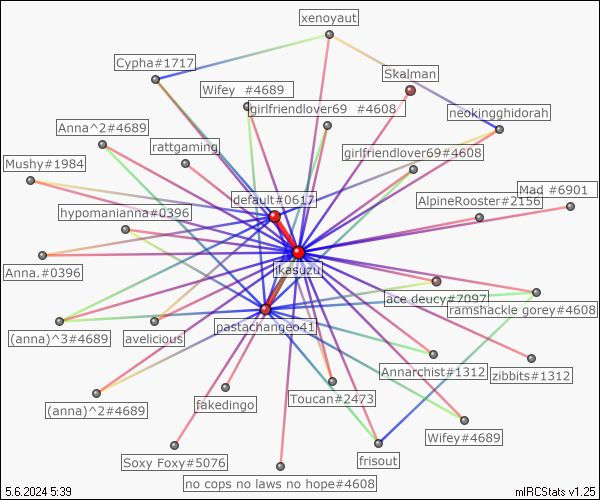 xenoyaut
Cypha#1717
Skalman
Wifey  #4689
girlfriendlover69  #4608
neokingghidorah
Anna^2#4689
rattgaming
girlfriendlover69#4608
Mushy#1984
default#0617
Mad #6901
AlpineRooster#2156
hypomanianna#0396
Anna.#0396
ikasuzu
ace deucy#7097
ramshackle gorey#4608
pastachangeo41
(anna)^3#4689
avelicious
Annarchist#1312
zibbits#1312
Toucan#2473
fakedingo
(anna)^2#4689
Wifey#4689
Soxy Foxy#5076
frisout
no cops no laws no hope#4608
5.6.2024 5:39
mIRCStats v1.25